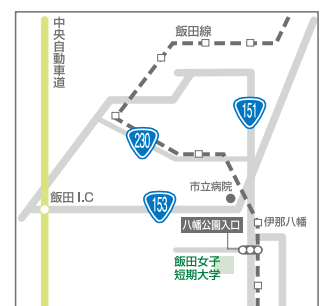 中央自動車道
飯田線
151
230
市立病院
飯田 I.C
153
八幡公園入口
伊那八幡
飯田女子
短期大学